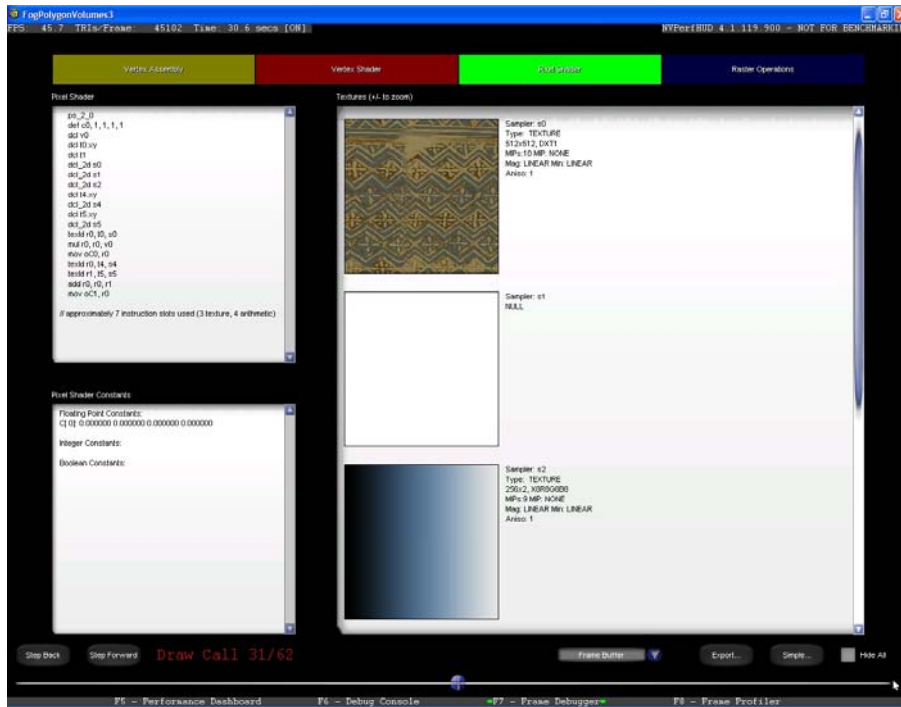 FogPolygonVolumes3
FPS 45.7 TRIs/Frame: 45102 Time: 30.6 secs [ON]
NVPerfHUD 4.1.119.900 - NOT FOR BENCHMARKI
Vertex Assembly
Vertex Shader
Pixel Shader
Raster Operations
Pixel Shader
ps_2_0
def c0, 1, 1, 1, 1
dcl v0
dcl t0.xy
dcl t1
dcl_2d s0
dcl_2d s1
dcl_2d s2
dcl t4.xy
dcl_2d s4
dcl t5.xy
dcl_2d s5
texld r0, t0, s0
mul r0, r0, v0
mov oC0, r0
texld r0, t4, s4
texld r1, t5, s5
add r0, r0, r1
mov oC1, r0
// approximately 7 instruction slots used (3 texture, 4 arithmetic)
Textures (+/- to zoom)
Sampler: s0
Type: TEXTURE
512x512, DXT1
MIPs:10 MIP: NONE
Mag: LINEAR Min: LINEAR
Aniso: 1
Sampler: s1
NULL
Sampler: s2
Type: TEXTURE
256x2, X8R8G8B8
MIPs:9 MIP: NONE
Mag: LINEAR Min: LINEAR
Aniso: 1
Pixel Shader Constants
Floating Point Constants:
C[ 0]: 0.000000 0.000000 0.000000 0.000000
Integer Constants:
Boolean Constants:
Step Back
Step Forward
Draw Call 31/62
Frame Buffer
Export...
Simple...
Hide All
F5 - Performance Dashboard
F6 - Debug Console
F7 - Frame Debugger
F8 - Frame Profiler